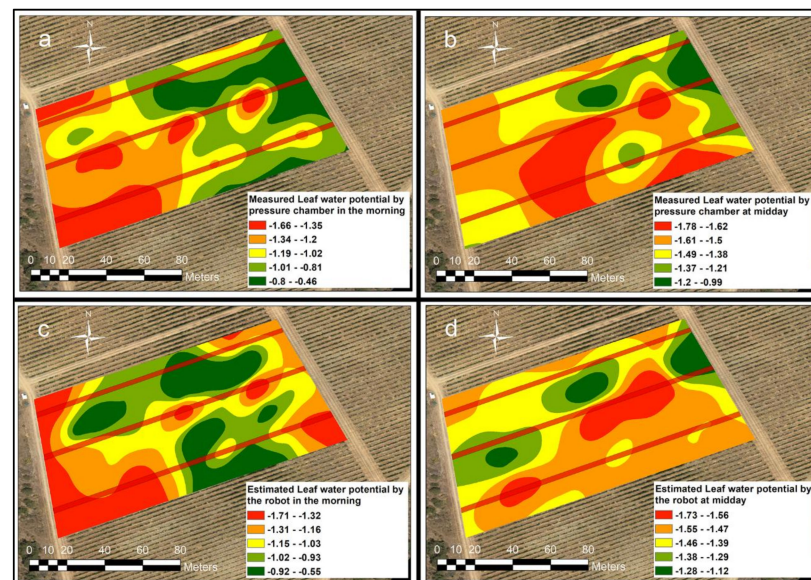 a
N
Measured Leaf water potential by
pressure chamber in the morning
-1.66 - -1.35
-1.34 - -1.2
-1.19 - -1.02
-1.01 - -0.81
-0.8 - -0.46
0 10 20 40 60 80
Meters
b
N
Measured Leaf water potential by
pressure chamber at midday
-1.78 - -1.62
-1.61 - -1.5
-1.49 - -1.38
-1.37 - -1.21
-1.2 - -0.99
0 10 20 40 60 80
Meters
c
N
Estimated Leaf water potential by
the robot in the morning
-1.71 - -1.32
-1.31 - -1.16
-1.15 - -1.03
-1.02 - -0.93
-0.92 - -0.55
0 10 20 40 60 80
Meters
d
N
Estimated Leaf water potential by
the robot at midday
-1.73 - -1.56
-1.55 - -1.47
-1.46 - -1.39
-1.38 - -1.29
-1.28 - -1.12
0 10 20 40 60 80
Meters